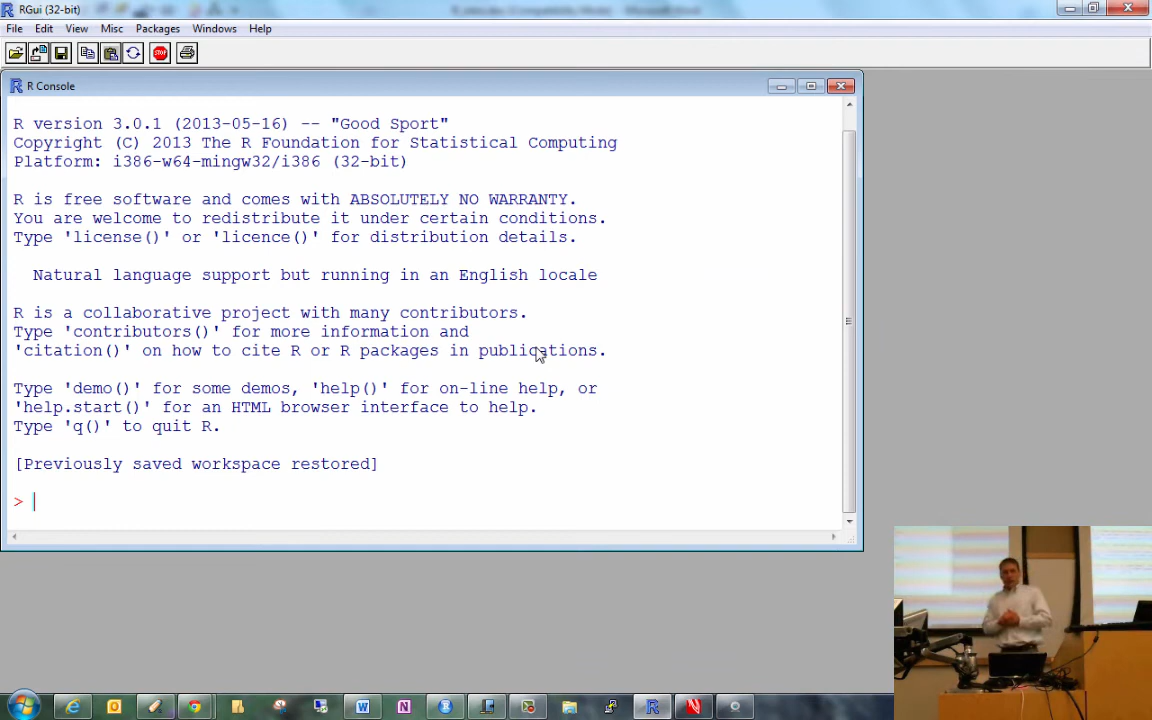 RGui (32-bit)
File Edit View Misc Packages Windows Help
STOP
R Console
R version 3.0.1 (2013-05-16) -- "Good Sport"
Copyright (C) 2013 The R Foundation for Statistical Computing
Platform: i386-w64-mingw32/i386 (32-bit)
R is free software and comes with ABSOLUTELY NO WARRANTY.
You are welcome to redistribute it under certain conditions.
Type 'license()' or 'licence()' for distribution details.
Natural language support but running in an English locale
R is a collaborative project with many contributors.
Type 'contributors()' for more information and
'citation()' on how to cite R or R packages in publications.
Type 'demo()' for some demos, 'help()' for on-line help, or
'help.start()' for an HTML browser interface to help.
Type 'q()' to quit R.
[Previously saved workspace restored]
>